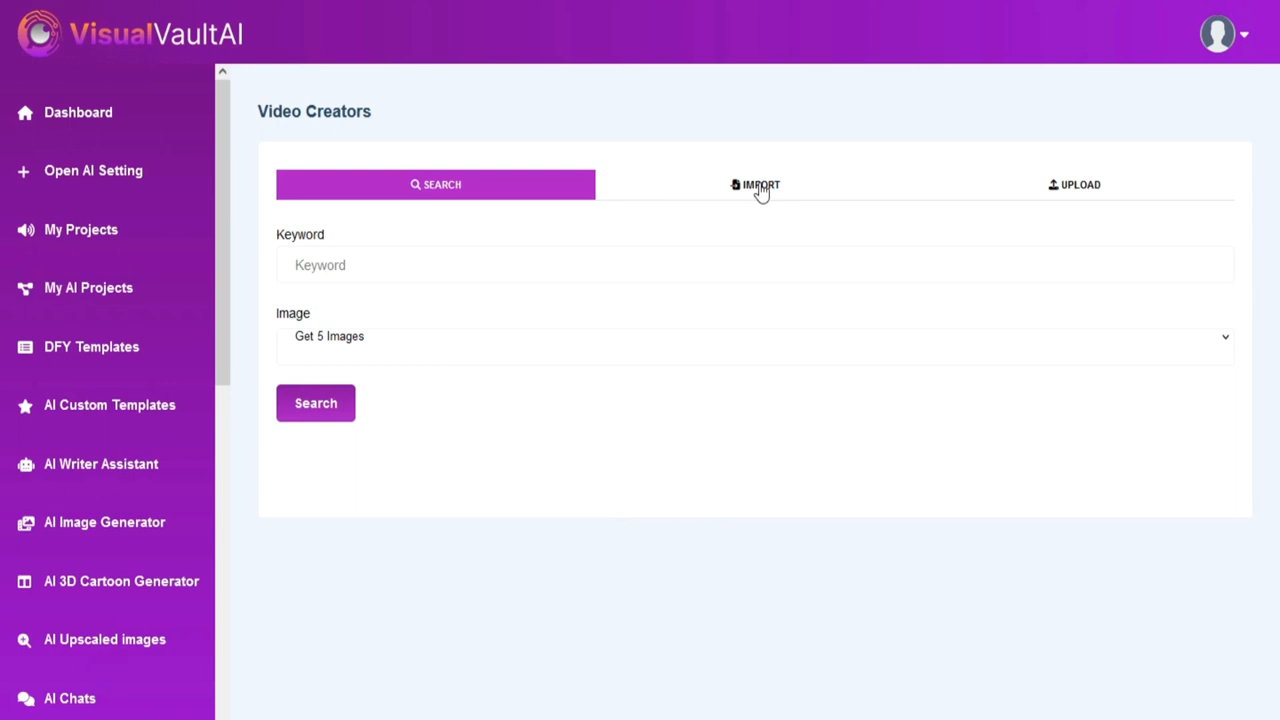 VisualVaultAI
Dashboard
Open AI Setting
My Projects
My AI Projects
DFY Templates
AI Custom Templates
AI Writer Assistant
AI Image Generator
AI 3D Cartoon Generator
AI Upscaled images
AI Chats
Video Creators
SEARCH
IMPORT
UPLOAD
Keyword
Keyword
Image
Get 5 Images
Search